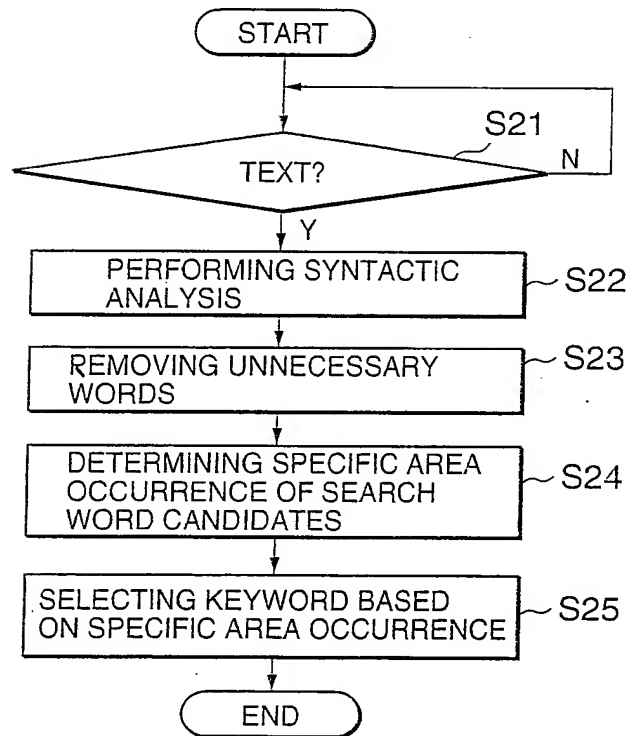 START
S21
TEXT?
N
Y
PERFORMING SYNTACTIC
ANALYSIS
S22
REMOVING UNNECESSARY
WORDS
S23
DETERMINING SPECIFIC AREA
OCCURRENCE OF SEARCH
WORD CANDIDATES
S24
SELECTING KEYWORD BASED
ON SPECIFIC AREA OCCURRENCE
S25
END